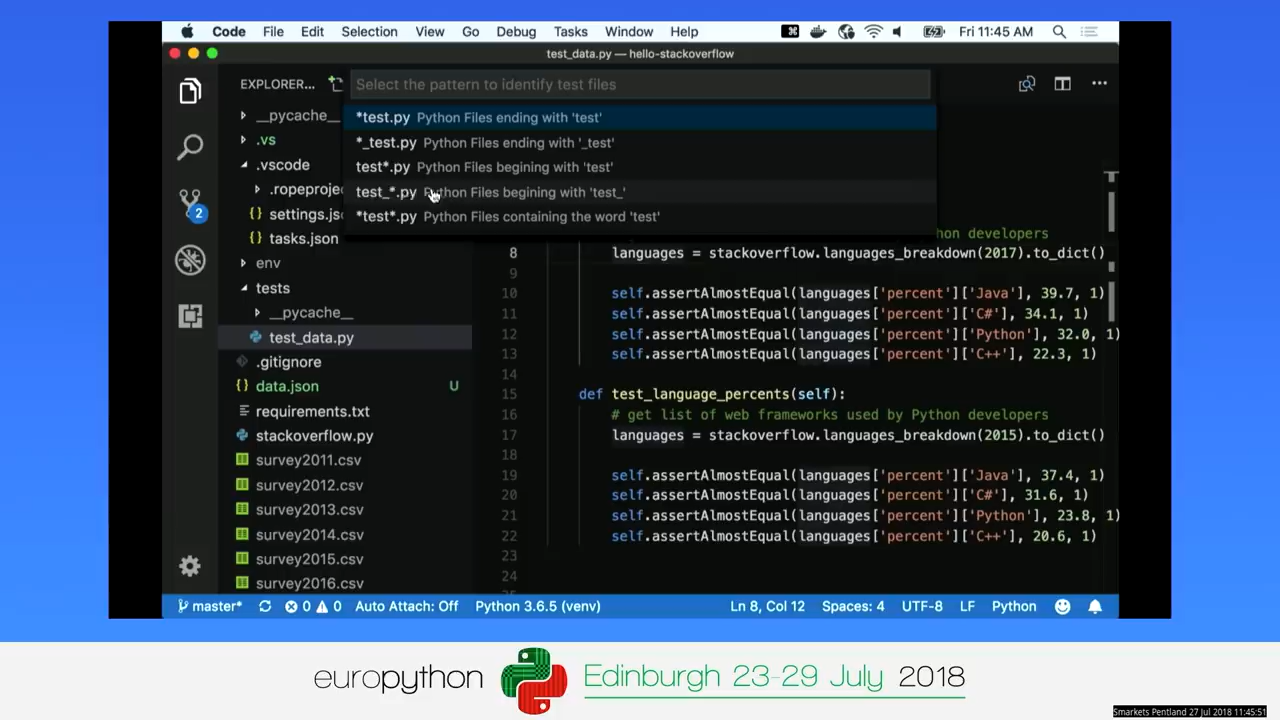 Code File Edit Selection View Go Debug Tasks Window Help Fri 11:45 AM
test_data.py — hello-stackoverflow
EXPLORER...
Select the pattern to identify test files
*test.py Python Files ending with 'test'
*_test.py Python Files ending with '_test'
test*.py Python Files begining with 'test'
test_*.py Python Files begining with 'test_'
*test*.py Python Files containing the word 'test'
__pycache__
.vs
.vscode
.ropeproje
settings.js
tasks.json
env
tests
__pycache__
test_data.py
.gitignore
data.json U
requirements.txt
stackoverflow.py
survey2011.csv
survey2012.csv
survey2013.csv
survey2014.csv
survey2015.csv
survey2016.csv
2
hon developers
8 languages = stackoverflow.languages_breakdown(2017).to_dict()
9
10 self.assertAlmostEqual(languages['percent']['Java'], 39.7, 1)
11 self.assertAlmostEqual(languages['percent']['C#'], 34.1, 1)
12 self.assertAlmostEqual(languages['percent']['Python'], 32.0, 1)
13 self.assertAlmostEqual(languages['percent']['C++'], 22.3, 1)
14
15 def test_language_percents(self):
16 # get list of web frameworks used by Python developers
17 languages = stackoverflow.languages_breakdown(2015).to_dict()
18
19 self.assertAlmostEqual(languages['percent']['Java'], 37.4, 1)
20 self.assertAlmostEqual(languages['percent']['C#'], 31.6, 1)
21 self.assertAlmostEqual(languages['percent']['Python'], 23.8, 1)
22 self.assertAlmostEqual(languages['percent']['C++'], 20.6, 1)
23
24
master* 0 0 Auto Attach: Off Python 3.6.5 (venv) Ln 8, Col 12 Spaces: 4 UTF-8 LF Python
europython Edinburgh 23-29 July 2018
Smarkets Pentland 27 Jul 2018 11:45:51